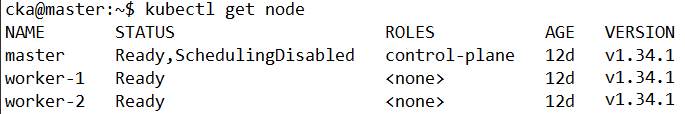 cka@master:~$ kubectl get node
NAME STATUS ROLES AGE VERSION
master Ready,SchedulingDisabled control-plane 12d v1.34.1
worker-1 Ready <none> 12d v1.34.1
worker-2 Ready <none> 12d v1.34.1